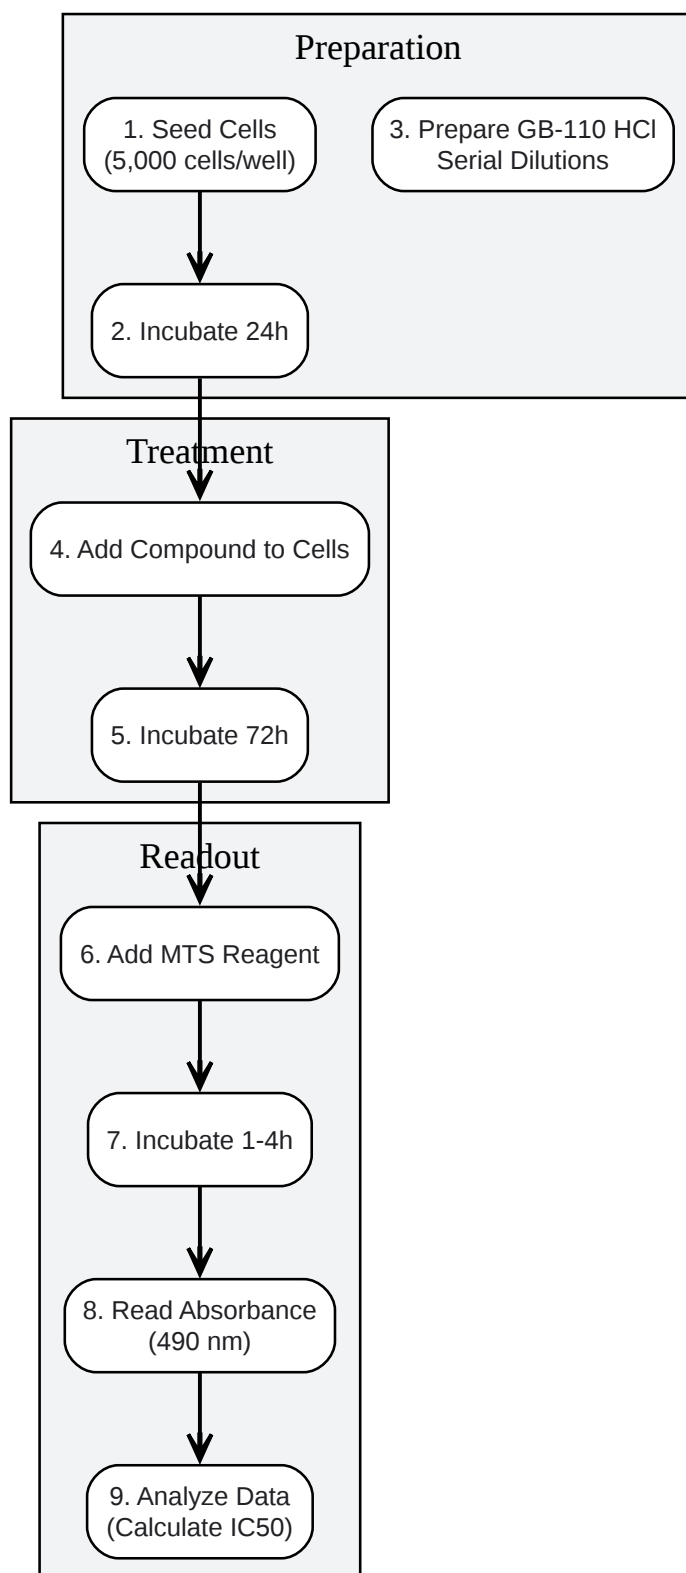 Preparation
1. Seed Cells
(5,000 cells/well)
3. Prepare GB-110 HCl
Serial Dilutions
2. Incubate 24h
Treatment
4. Add Compound to Cells
5. Incubate 72h
Readout
6. Add MTS Reagent
7. Incubate 1-4h
8. Read Absorbance
(490 nm)
9. Analyze Data
(Calculate IC50)